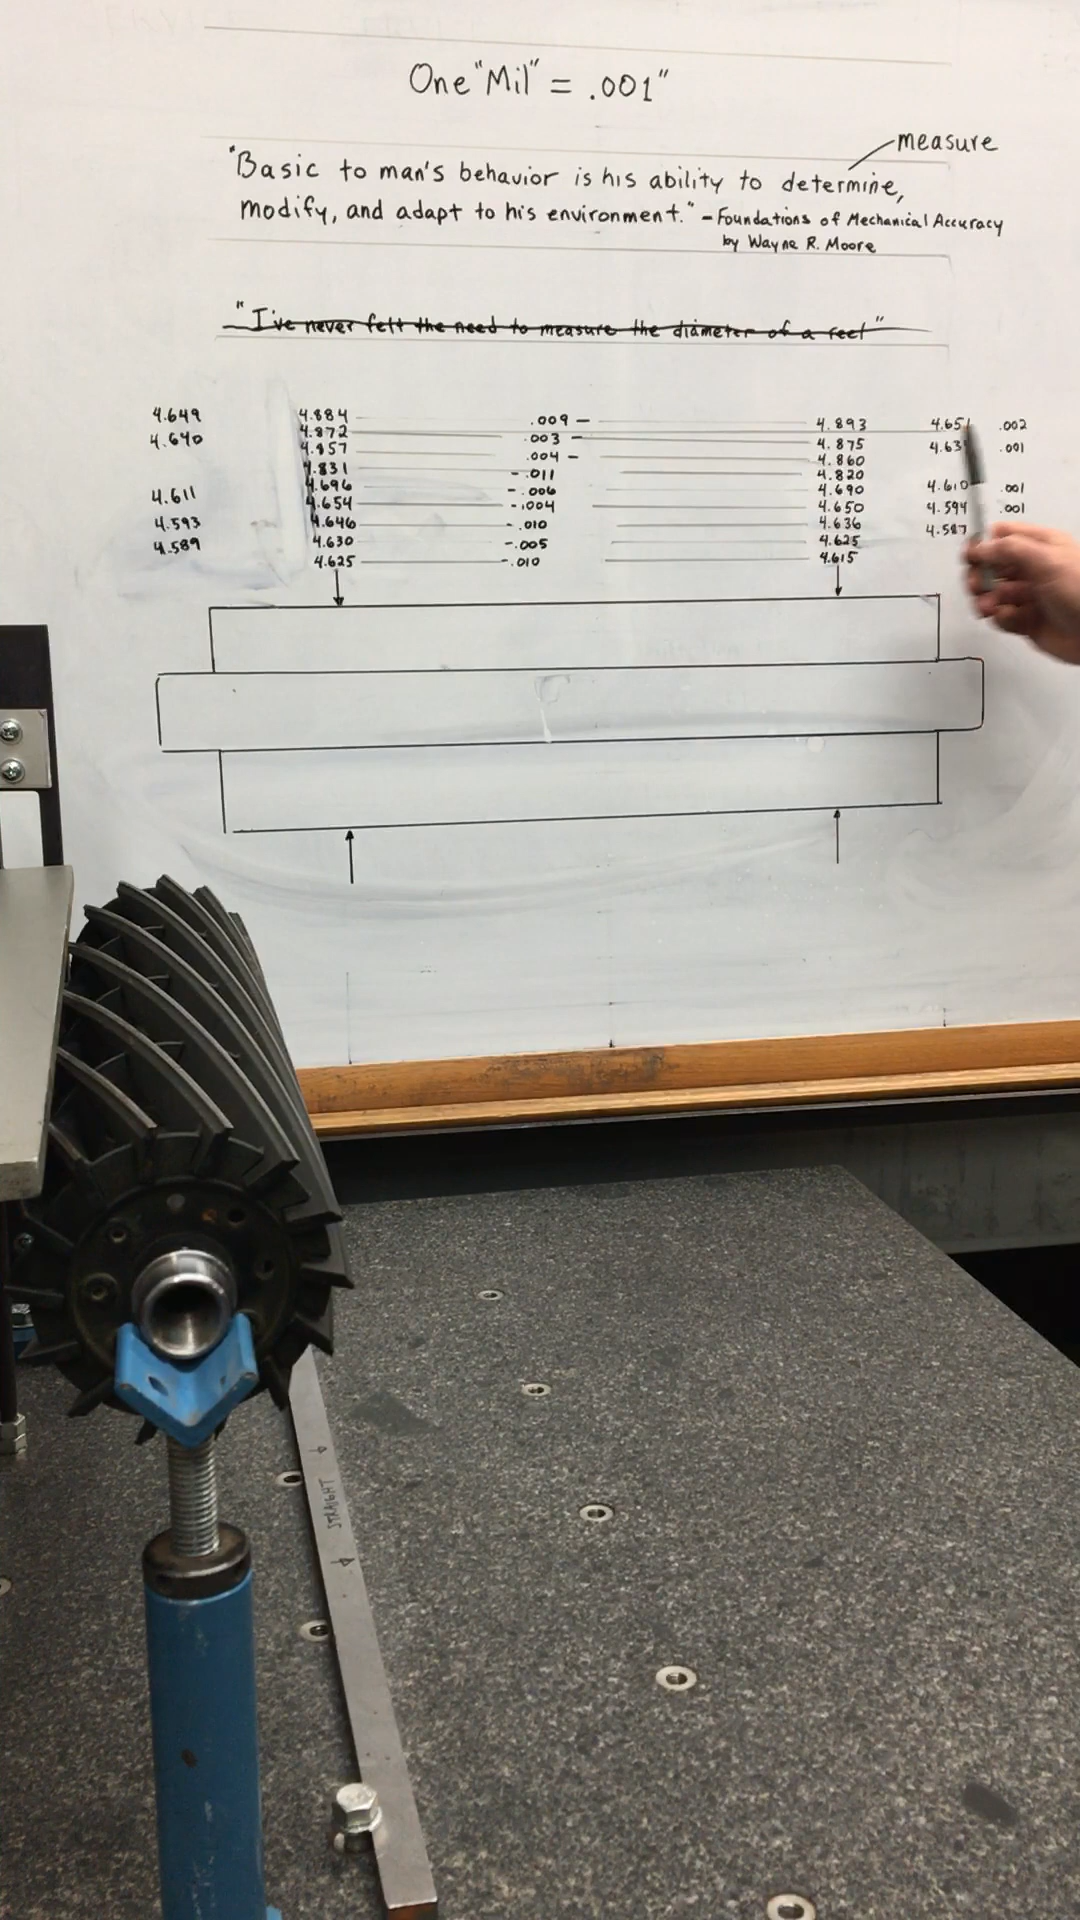 One "Mil" = .001"
measure
"Basic to man's behavior is his ability to determine,
modify, and adapt to his environment." - Foundations of Mechanical Accuracy
by Wayne R. Moore
"I've never felt the need to measure the diameter of a reel"
4.649 4.884 .009 - 4.893 4.651 .002
4.640 4.872 .003 - 4.875 .001
4.857 .004 - 4.860
4.831 -.011 4.820
4.611 4.696 -.006 4.690 4.610 .001
4.654 -.004 4.650 4.594 .001
4.593 4.646 -.010 4.636 4.587
4.589 4.630 -.005 4.625
4.625 -.010 4.615
STRAIGHT